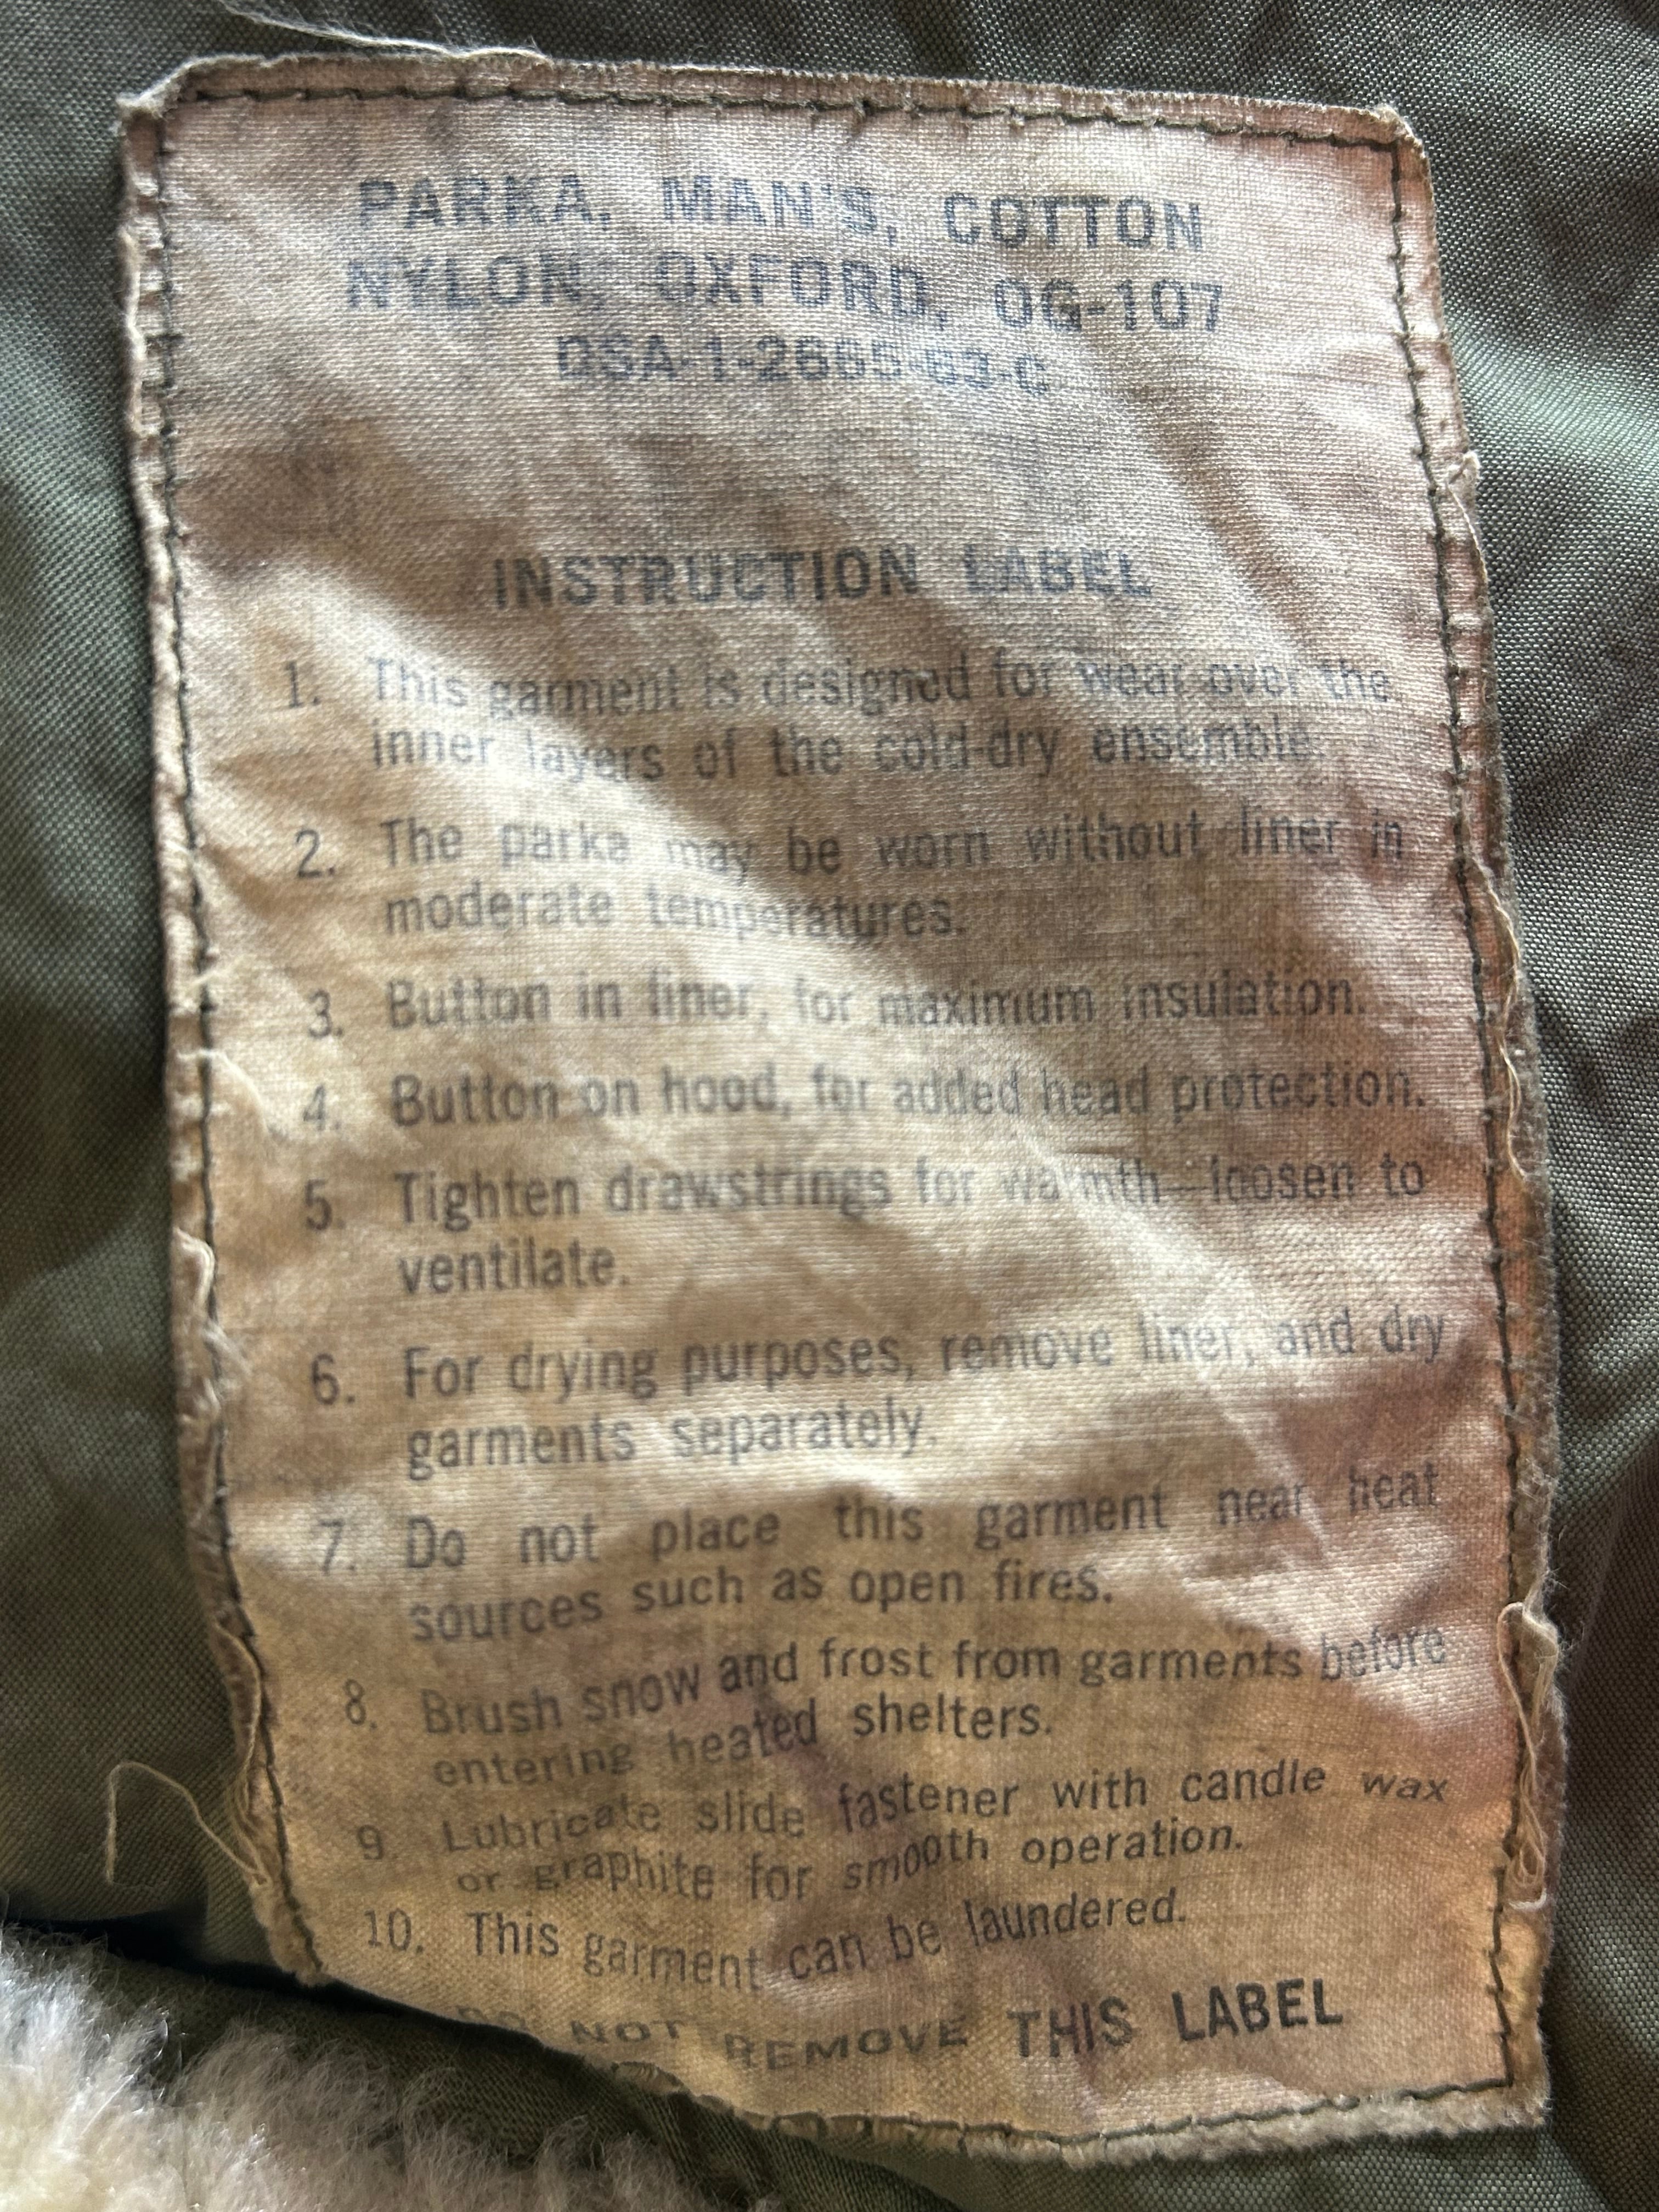 PARKA, MAN'S, COTTON
NYLON, OXFORD, OG-107
DSA-1-2665-63-C
INSTRUCTION LABEL
1. This garment is designed for wear over the
inner layers of the cold-dry ensemble.
2. The parka may be worn without liner in
moderate temperatures.
3. Button in liner, for maximum insulation.
4. Button on hood, for added head protection.
5. Tighten drawstrings for warmth—loosen to
ventilate.
6. For drying purposes, remove liner, and dry
garments separately.
7. Do not place this garment near heat
sources such as open fires.
8. Brush snow and frost from garments before
entering heated shelters.
9. Lubricate slide fastener with candle wax
or graphite for smooth operation.
10. This garment can be laundered.
DO NOT REMOVE THIS LABEL